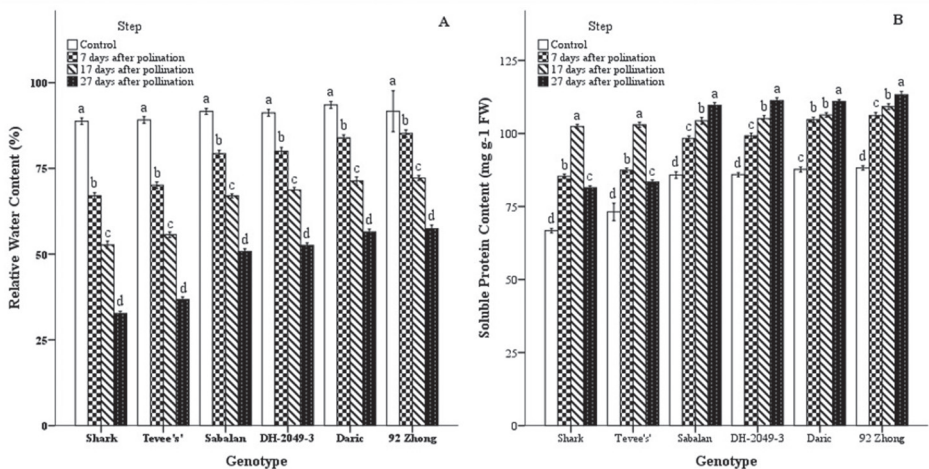 A
Step
Control
7 days after polination
17 days after pollination
27 days after pollination
Relative Water Content (%)
100
75
50
25
0
a
b
c
d
a
b
c
d
a
b
c
d
a
b
c
d
a
b
c
d
a
b
c
d
Shark
Tevee's'
Sabalan
DH-2049-3
Daric
92 Zhong
Genotype
B
Step
Control
7 days after polination
17 days after pollination
27 days after pollination
Soluble Protein Content (mg g-1 FW)
125
100
75
50
25
0
d
b
a
c
d
b
a
c
d
c
b
a
d
c
b
a
c
b
b
a
d
c
b
a
Shark
Tevee's'
Sabalan
DH-2049-3
Daric
92 Zhong
Genotype